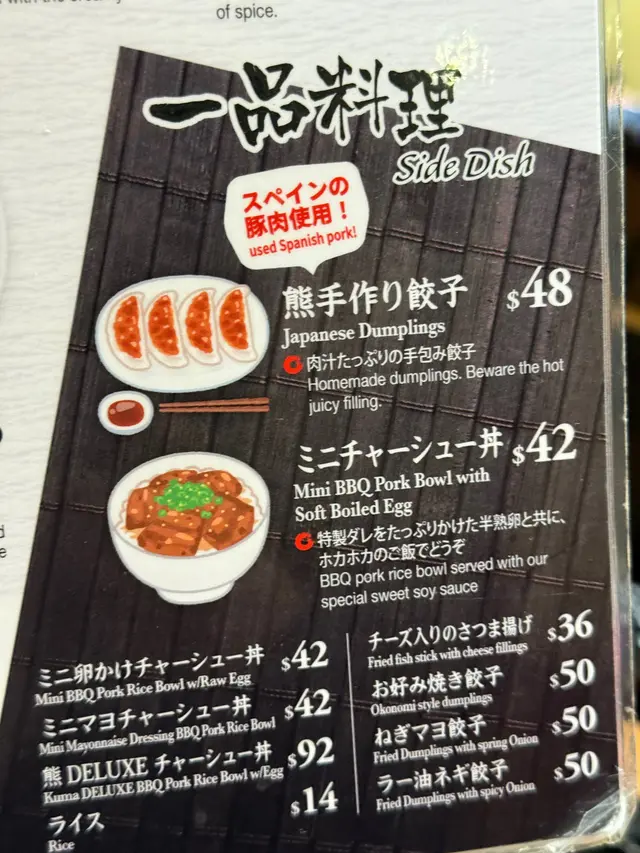 of spice.
一品料理
Side Dish
スペインの
豚肉使用！
used Spanish pork!
熊手作り餃子 $48
Japanese Dumplings
肉汁たっぷりの手包み餃子
Homemade dumplings. Beware the hot
juicy filling.
ミニチャーシュー丼 $42
Mini BBQ Pork Bowl with
Soft Boiled Egg
特製ダレをたっぷりかけた半熟卵と共に、
ホカホカのご飯でどうぞ
BBQ pork rice bowl served with our
special sweet soy sauce
ミニ卵かけチャーシュー丼 $42
Mini BBQ Pork Rice Bowl w/Raw Egg
ミニマヨチャーシュー丼 $42
Mini Mayonnaise Dressing BBQ Pork Rice Bowl
熊 DELUXE チャーシュー丼 $92
Kuma DELUXE BBQ Pork Rice Bowl w/Egg
ライス $14
Rice
チーズ入りのさつま揚げ $36
Fried fish stick with cheese fillings
お好み焼き餃子 $50
Okonomi style dumplings
ねぎマヨ餃子 $50
Fried Dumplings with spring Onion
ラー油ネギ餃子 $50
Fried Dumplings with spicy Onion